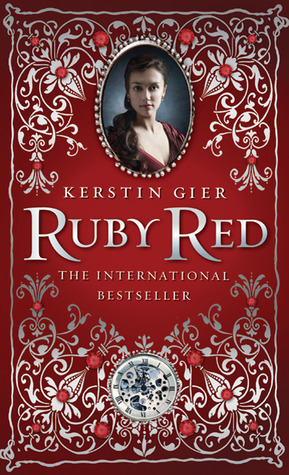 KERSTIN GIER
RUBY RED
THE INTERNATIONAL
BESTSELLER